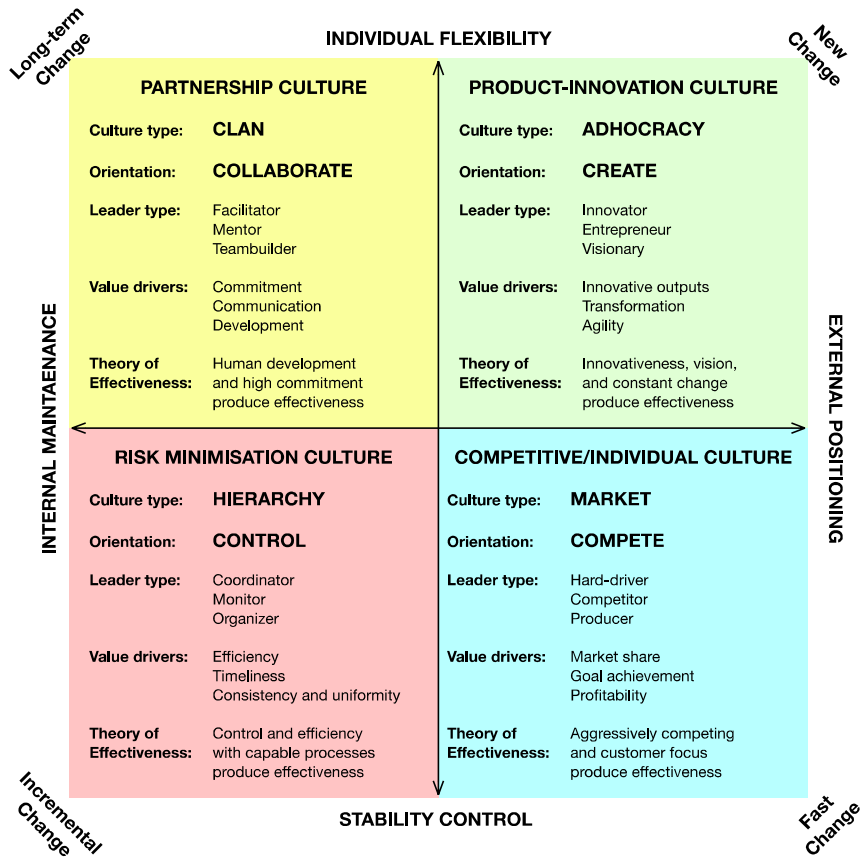 Long-term
Change
INDIVIDUAL FLEXIBILITY
New
Change
PARTNERSHIP CULTURE
Culture type: CLAN
Orientation: COLLABORATE
Leader type: Facilitator
Mentor
Teambuilder
Value drivers: Commitment
Communication
Development
Theory of Human development
Effectiveness: and high commitment
produce effectiveness
PRODUCT-INNOVATION CULTURE
Culture type: ADHOCRACY
Orientation: CREATE
Leader type: Innovator
Entrepreneur
Visionary
Value drivers: Innovative outputs
Transformation
Agility
Theory of Innovativeness, vision,
Effectiveness: and constant change
produce effectiveness
INTERNAL MAINTAENANCE
EXTERNAL POSITIONING
RISK MINIMISATION CULTURE
Culture type: HIERARCHY
Orientation: CONTROL
Leader type: Coordinator
Monitor
Organizer
Value drivers: Efficiency
Timeliness
Consistency and uniformity
Theory of Control and efficiency
Effectiveness: with capable processes
produce effectiveness
COMPETITIVE/INDIVIDUAL CULTURE
Culture type: MARKET
Orientation: COMPETE
Leader type: Hard-driver
Competitor
Producer
Value drivers: Market share
Goal achievement
Profitability
Theory of Aggressively competing
Effectiveness: and customer focus
produce effectiveness
Incremental
Change
STABILITY CONTROL
Fast
Change